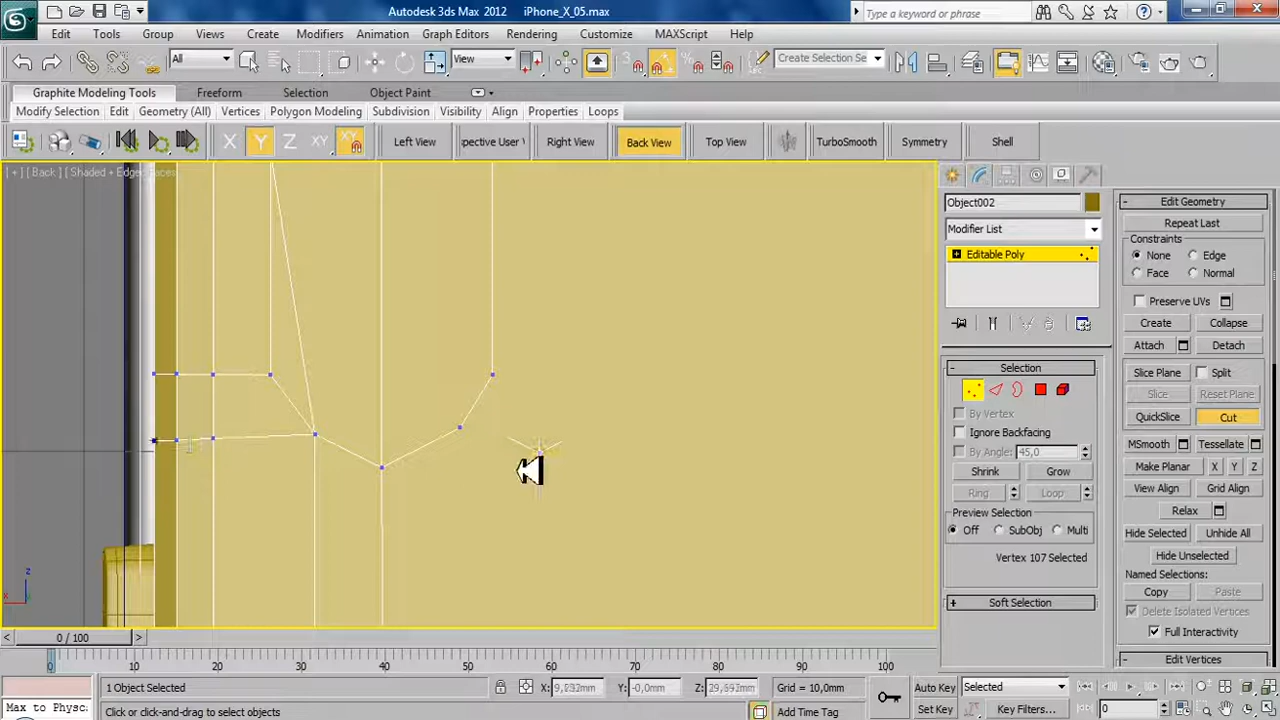 Autodesk 3ds Max 2012 iPhone_X_05.max
Type a keyword or phrase
Edit Tools Group Views Create Modifiers Animation Graph Editors Rendering Customize MAXScript Help
All View Create Selection Se
Graphite Modeling Tools Freeform Selection Object Paint
Modify Selection Edit Geometry (All) Vertices Polygon Modeling Subdivision Visibility Align Properties Loops
X Y Z XY XY Left View pective User V Right View Back View Top View TurboSmooth Symmetry Shell
[ + ] [ Back ] [ Shaded + Edged Faces
Object002
Modifier List
Editable Poly
- Selection
By Vertex
Ignore Backfacing
By Angle: 45,0
Shrink Grow
Ring Loop
Preview Selection
Off SubObj Multi
Vertex 107 Selected
+ Soft Selection
- Edit Geometry
Repeat Last
Constraints
None Edge
Face Normal
Preserve UVs
Create Collapse
Attach Detach
Slice Plane Split
Slice Reset Plane
QuickSlice Cut
MSmooth Tessellate
Make Planar X Y Z
View Align Grid Align
Relax
Hide Selected Unhide All
Hide Unselected
Named Selections:
Copy Paste
Delete Isolated Vertices
Full Interactivity
- Edit Vertices
z
x
< 0 / 100 >
0 10 20 30 40 50 60 70 80 90 100
1 Object Selected X: Y: -0,0mm Z: Grid = 10,0mm Auto Key Selected
Max to Physc Click or click-and-drag to select objects Add Time Tag Set Key Key Filters... 0